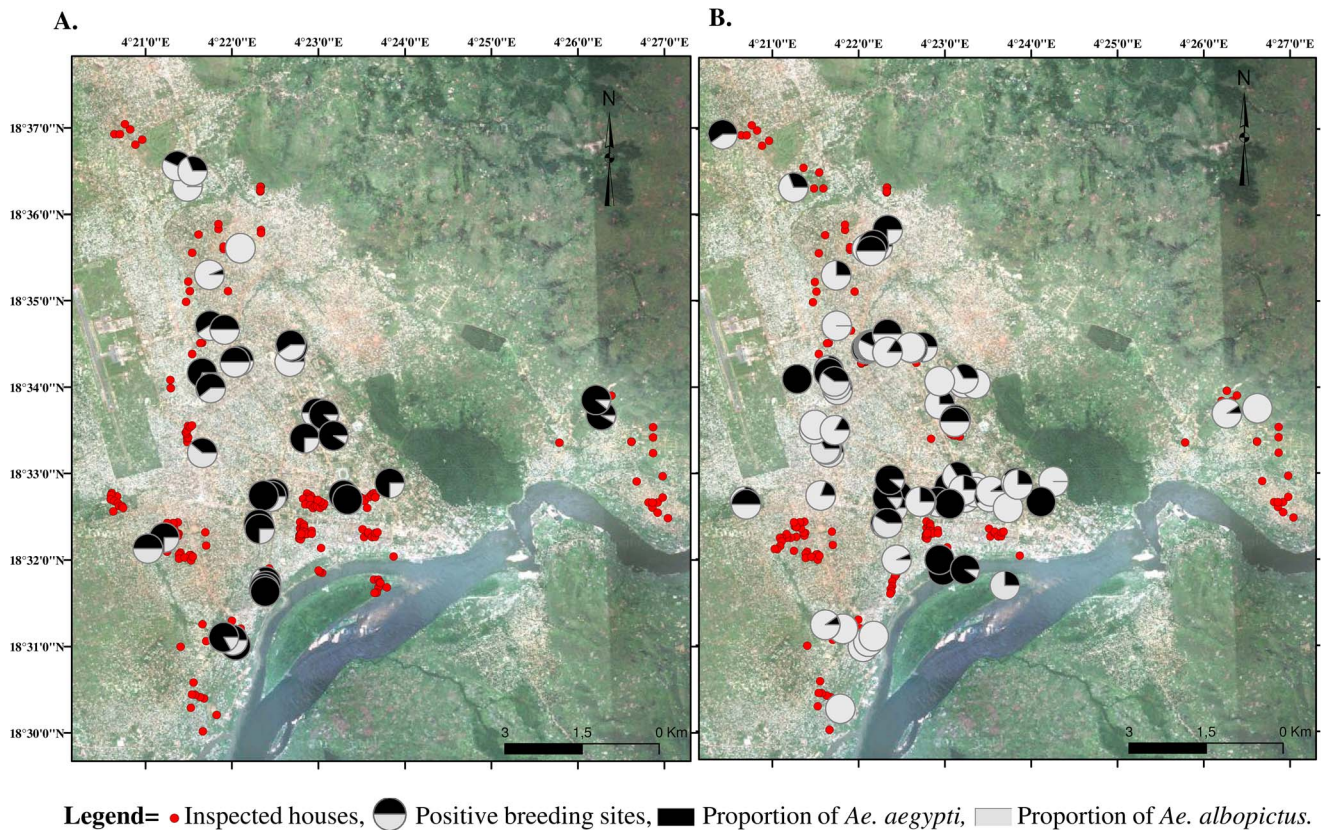 A.
B.
4°21'0"E 4°22'0"E 4°23'0"E 4°24'0"E 4°25'0"E 4°26'0"E 4°27'0"E
4°21'0"E 4°22'0"E 4°23'0"E 4°24'0"E 4°25'0"E 4°26'0"E 4°27'0"E
N
N
18°37'0"N
18°36'0"N
18°35'0"N
18°34'0"N
18°33'0"N
18°32'0"N
18°31'0"N
18°30'0"N
3 1,5 0 Km
3 1,5 0 Km
Legend= Inspected houses, Positive breeding sites, Proportion of Ae. aegypti, Proportion of Ae. albopictus.